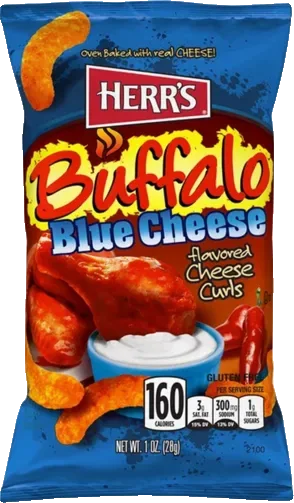 Oven Baked with real CHEESE!
HERR'S
Buffalo
Blue Cheese
flavored
Cheese
Curls
GLUTEN FREE
PER SERVING SIZE
160
CALORIES
3g
SAT. FAT
15% DV
300mg
SODIUM
13% DV
1g
TOTAL
SUGARS
NET WT. 1 OZ. (28g)